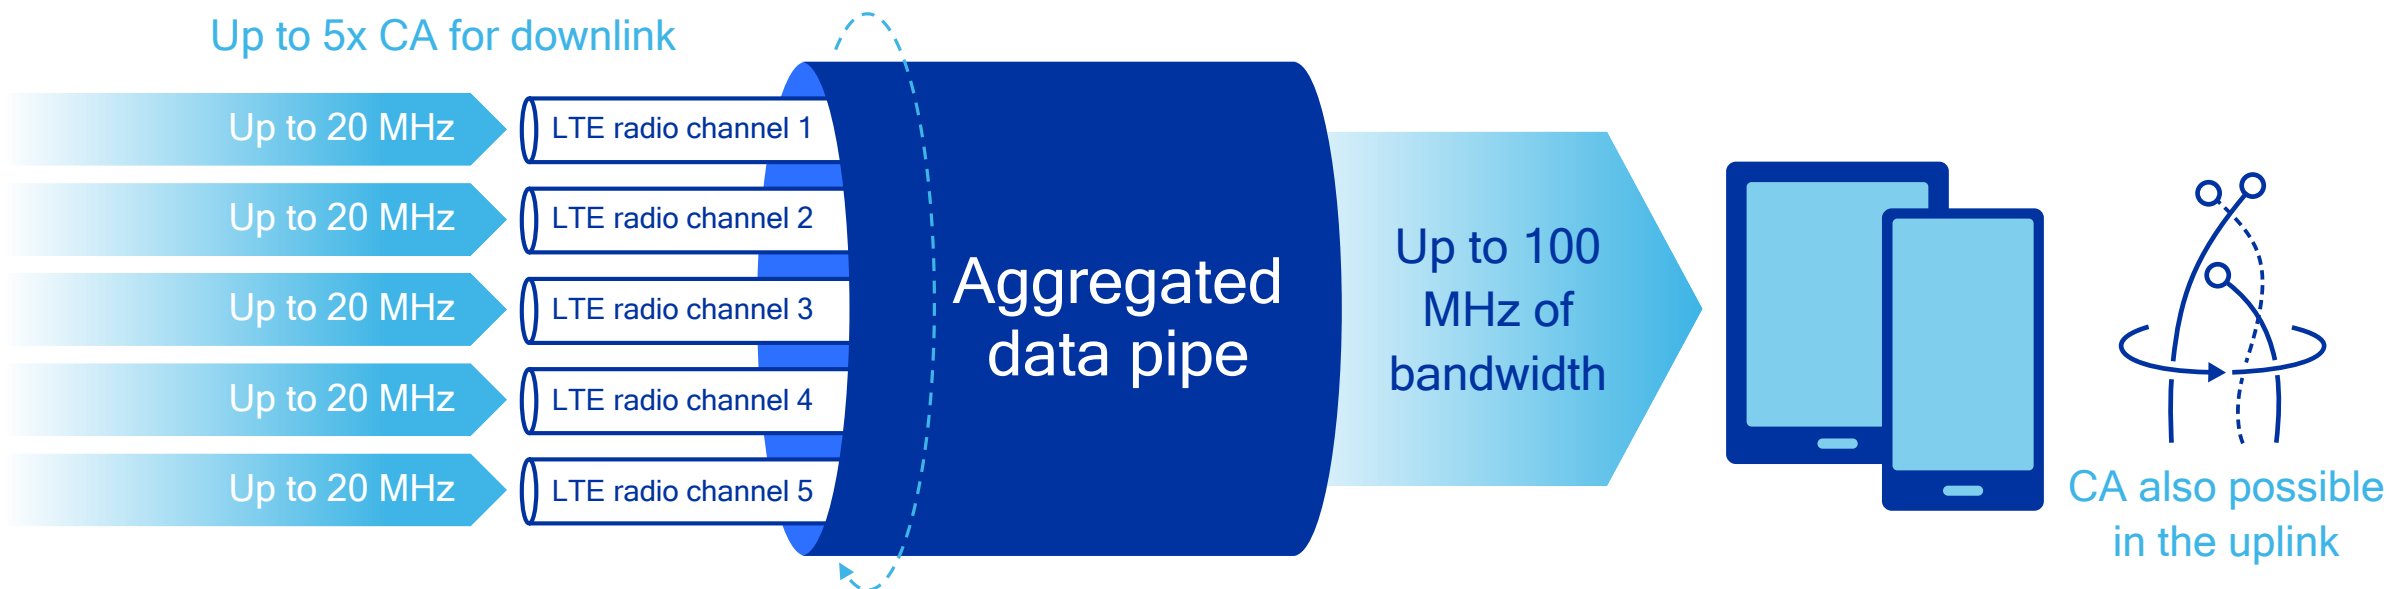 Up to 5x CA for downlink
Up to 20 MHz
LTE radio channel 1
Up to 20 MHz
LTE radio channel 2
Up to 20 MHz
LTE radio channel 3
Up to 20 MHz
LTE radio channel 4
Up to 20 MHz
LTE radio channel 5
Aggregated
data pipe
Up to 100
MHz of
bandwidth
CA also possible
in the uplink